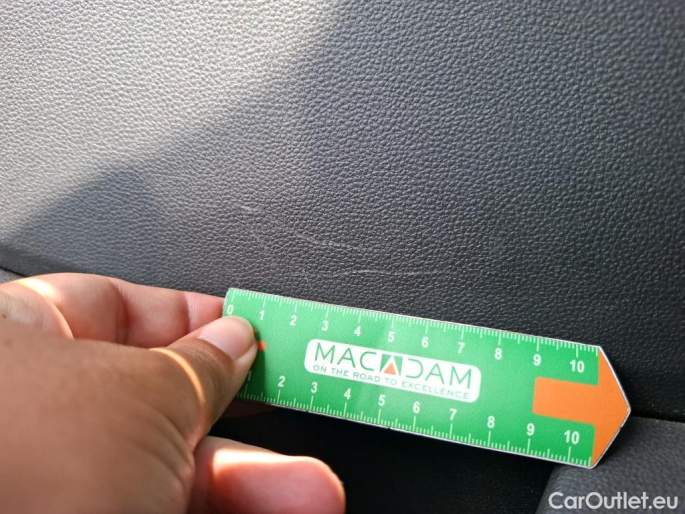 0 1 2 3 4 5 6 7 8 9 10
MACADAM
ON THE ROAD TO EXCELLENCE
1 2 3 4 5 6 7 8 9 10
CarOutlet.eu